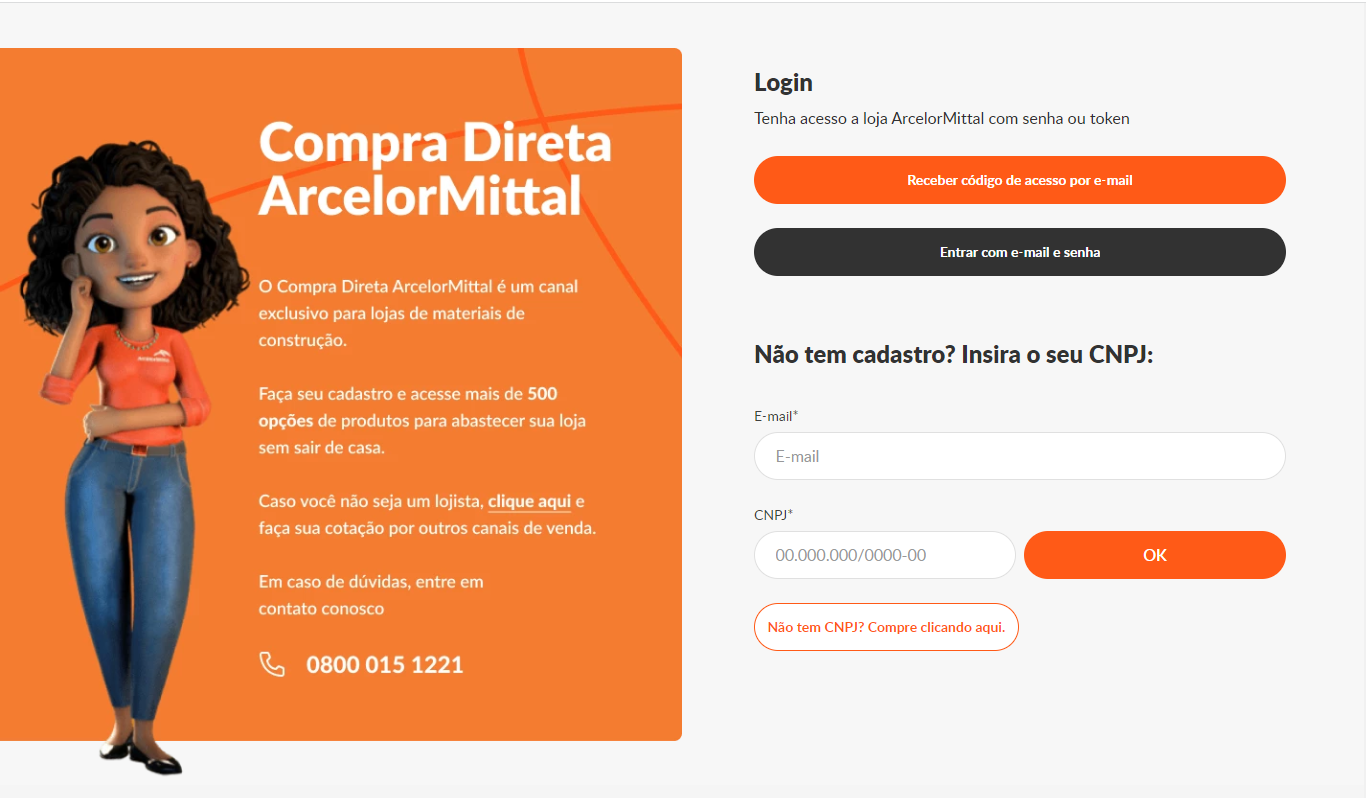 Compra Direta
ArcelorMittal
O Compra Direta ArcelorMittal é um canal
exclusivo para lojas de materiais de
construção.
Faça seu cadastro e acesse mais de 500
opções de produtos para abastecer sua loja
sem sair de casa.
Caso você não seja um lojista, clique aqui e
faça sua cotação por outros canais de venda.
Em caso de dúvidas, entre em
contato conosco
0800 015 1221
Login
Tenha acesso a loja ArcelorMittal com senha ou token
Receber código de acesso por e-mail
Entrar com e-mail e senha
Não tem cadastro? Insira o seu CNPJ:
E-mail*
E-mail
CNPJ*
00.000.000/0000-00
OK
Não tem CNPJ? Compre clicando aqui.